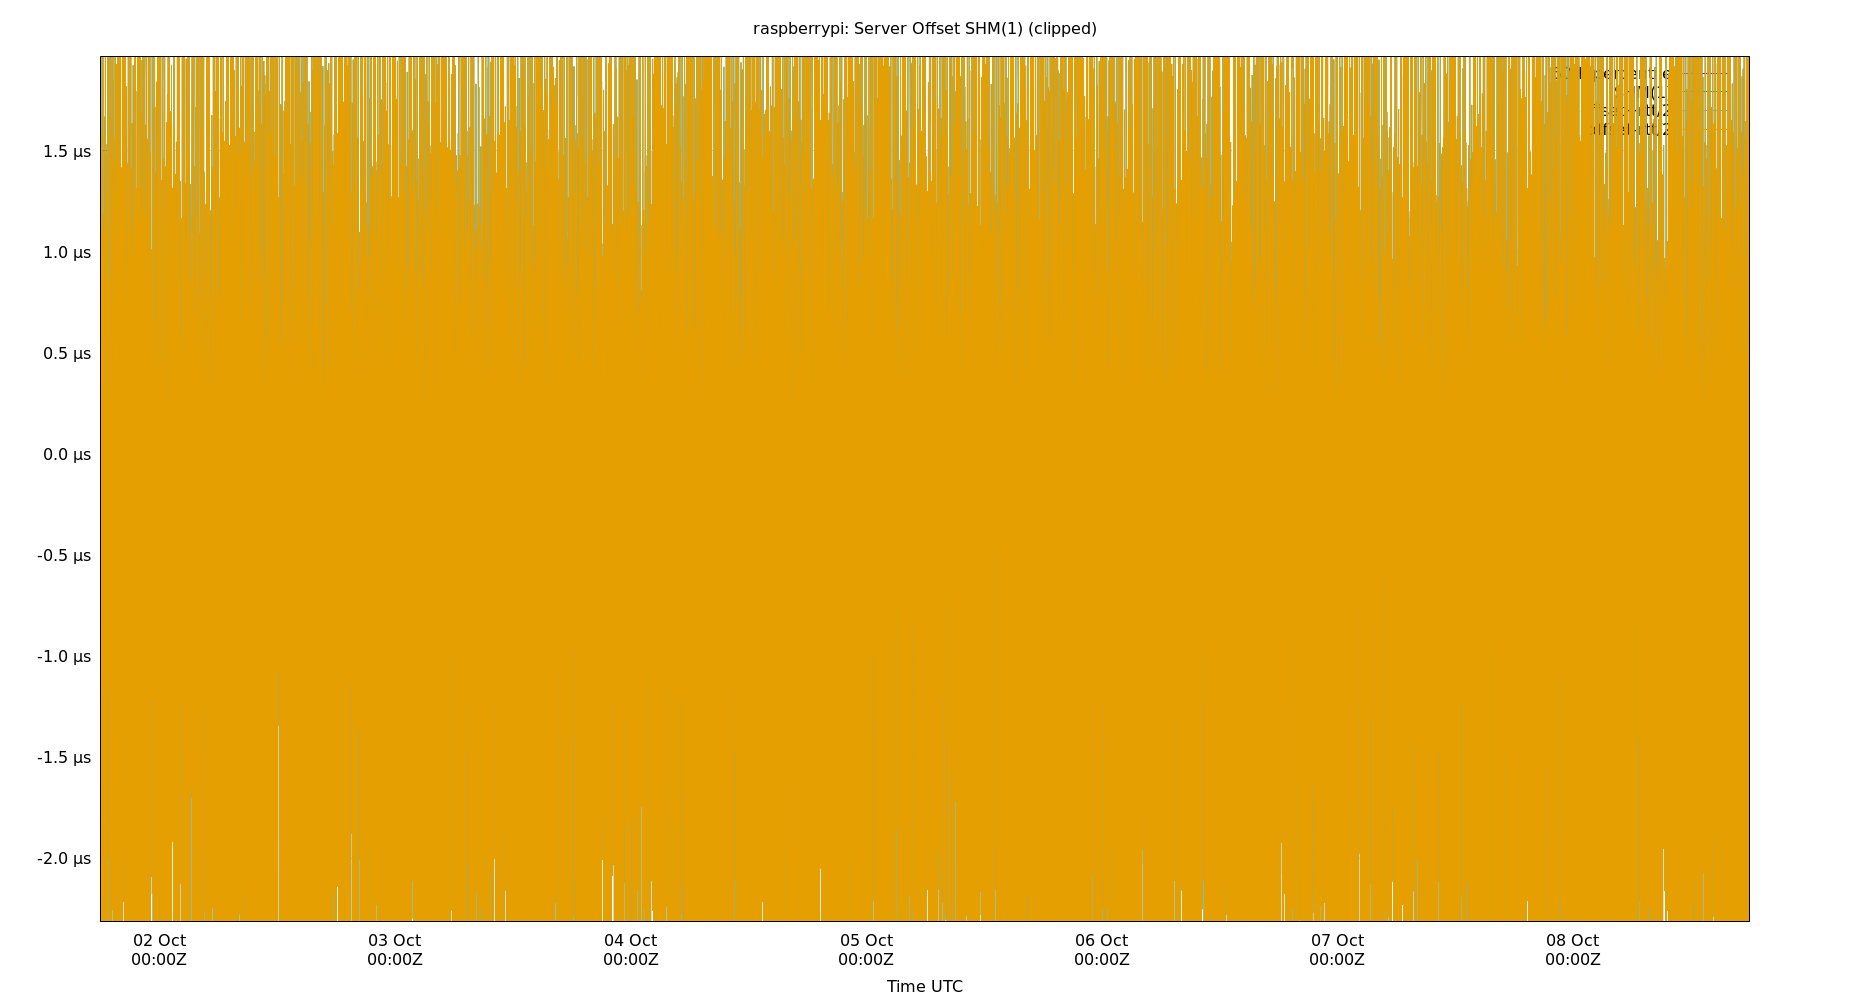 raspberrypi: Server Offset SHM(1) (clipped)
1.5 µs
1.0 µs
0.5 µs
0.0 µs
-0.5 µs
-1.0 µs
-1.5 µs
-2.0 µs
02 Oct 03 Oct 04 Oct 05 Oct 06 Oct 07 Oct 08 Oct
00:00Z 00:00Z 00:00Z 00:00Z 00:00Z 00:00Z 00:00Z
Time UTC